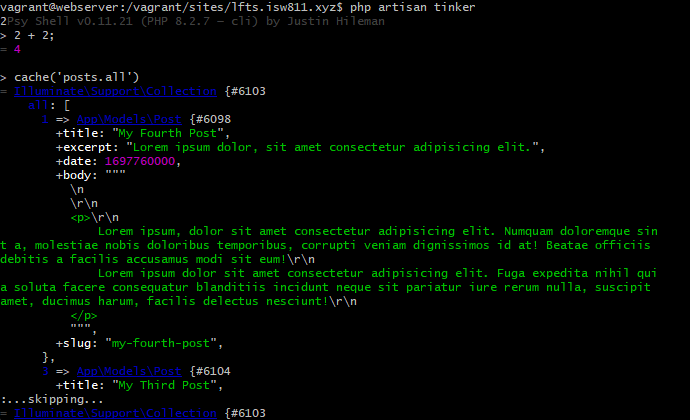 vagrant@webserver:/vagrant/sites/lfts.isw811.xyz$ php artisan tinker
2Psy Shell v0.11.21 (PHP 8.2.7 — cli) by Justin Hileman
> 2 + 2;
= 4
> cache('posts.all')
= Illuminate\Support\Collection {#6103
all: [
1 => App\Models\Post {#6098
+title: "My Fourth Post",
+excerpt: "Lorem ipsum dolor, sit amet consectetur adipisicing elit.",
+date: 1697760000,
+body: """
\n
\r\n
<p>\r\n
Lorem ipsum, dolor sit amet consectetur adipisicing elit. Numquam doloremque sin
t a, molestiae nobis doloribus temporibus, corrupti veniam dignissimos id at! Beatae officiis
debitis a facilis accusamus modi sit eum!\r\n
Lorem ipsum dolor sit amet consectetur adipisicing elit. Fuga expedita nihil qui
a soluta facere consequatur blanditiis incidunt neque sit pariatur iure rerum nulla, suscipit
amet, ducimus harum, facilis delectus nesciunt!\r\n
</p>
""",
+slug: "my-fourth-post",
},
3 => App\Models\Post {#6104
+title: "My Third Post",
:...skipping...
= Illuminate\Support\Collection {#6103